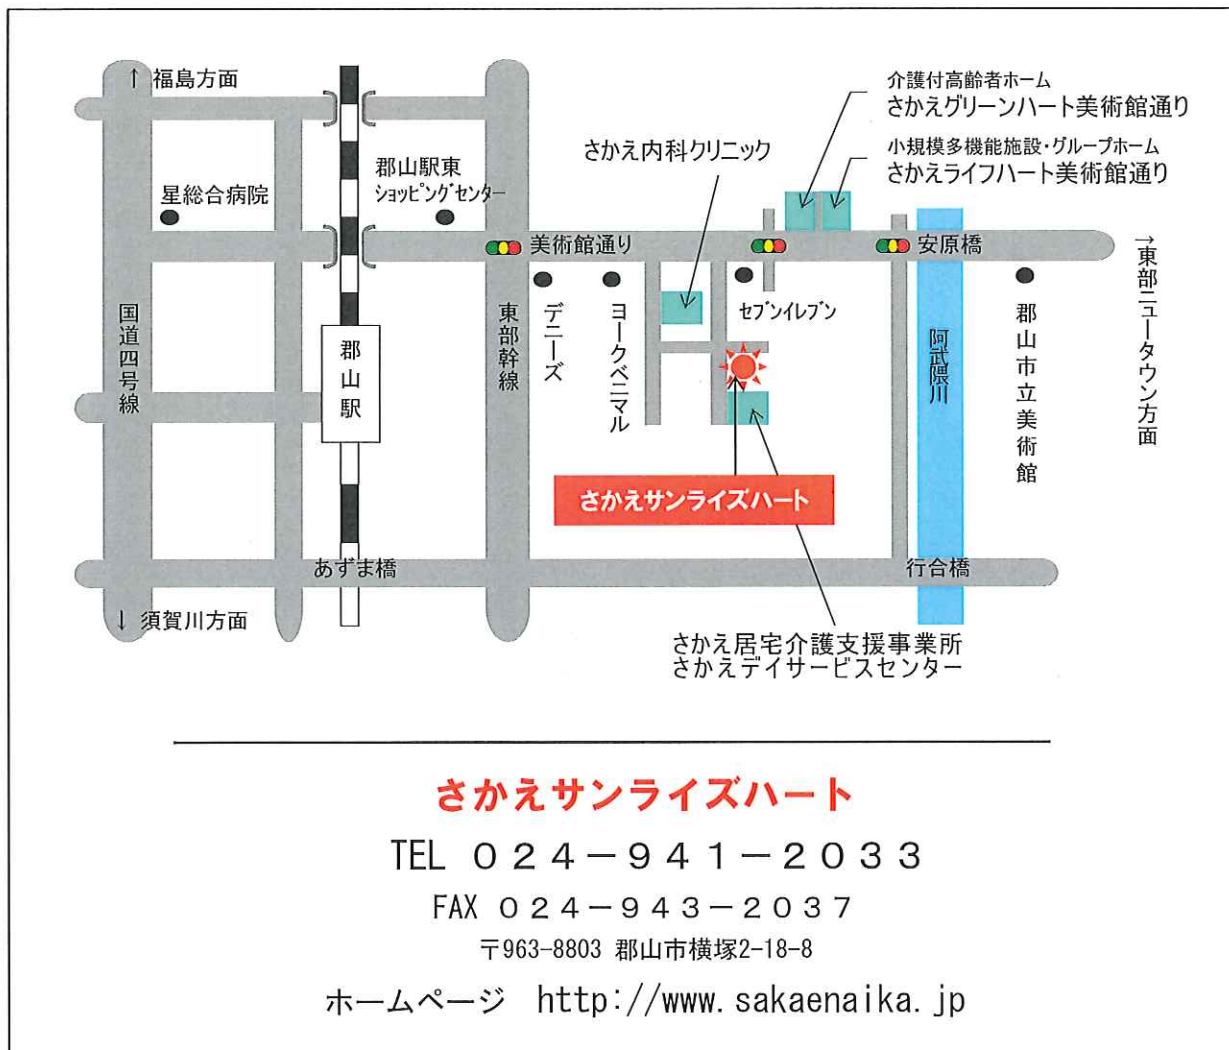 ↑ 福島方面
介護付高齢者ホーム
さかえグリーンハート美術館通り
小規模多機能施設・グループホーム
さかえライフハート美術館通り
さかえ内科クリニック
郡山駅東
ショッピングセンター
星総合病院
美術館通り
安原橋
→東部ニュータウン方面
国道四号線
郡山駅
東部幹線
デニーズ
ヨークベニマル
セブンイレブン
阿武隈川
郡山市立美術館
さかえサンライズハート
あずま橋
行合橋
↓ 須賀川方面
さかえ居宅介護支援事業所
さかえデイサービスセンター
さかえサンライズハート
TEL ０２４－９４１－２０３３
FAX ０２４－９４３－２０３７
〒963-8803 郡山市横塚2-18-8
ホームページ http://www.sakaenaika.jp